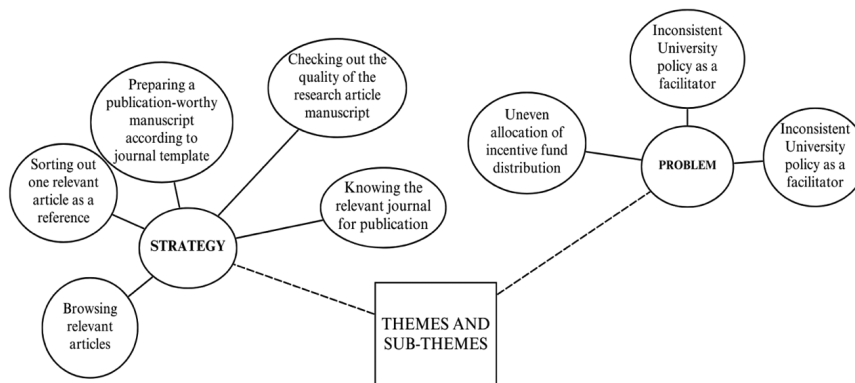 Preparing a
publication-worthy
manuscript
according to
journal template
Checking out the
quality of the
research article
manuscript
Sorting out
one relevant
article as a
reference
Knowing the
relevant journal
for publication
STRATEGY
Browsing
relevant
articles
THEMES AND
SUB-THEMES
Uneven
allocation of
incentive fund
distribution
Inconsistent
University
policy as a
facilitator
PROBLEM
Inconsistent
University
policy as a
facilitator